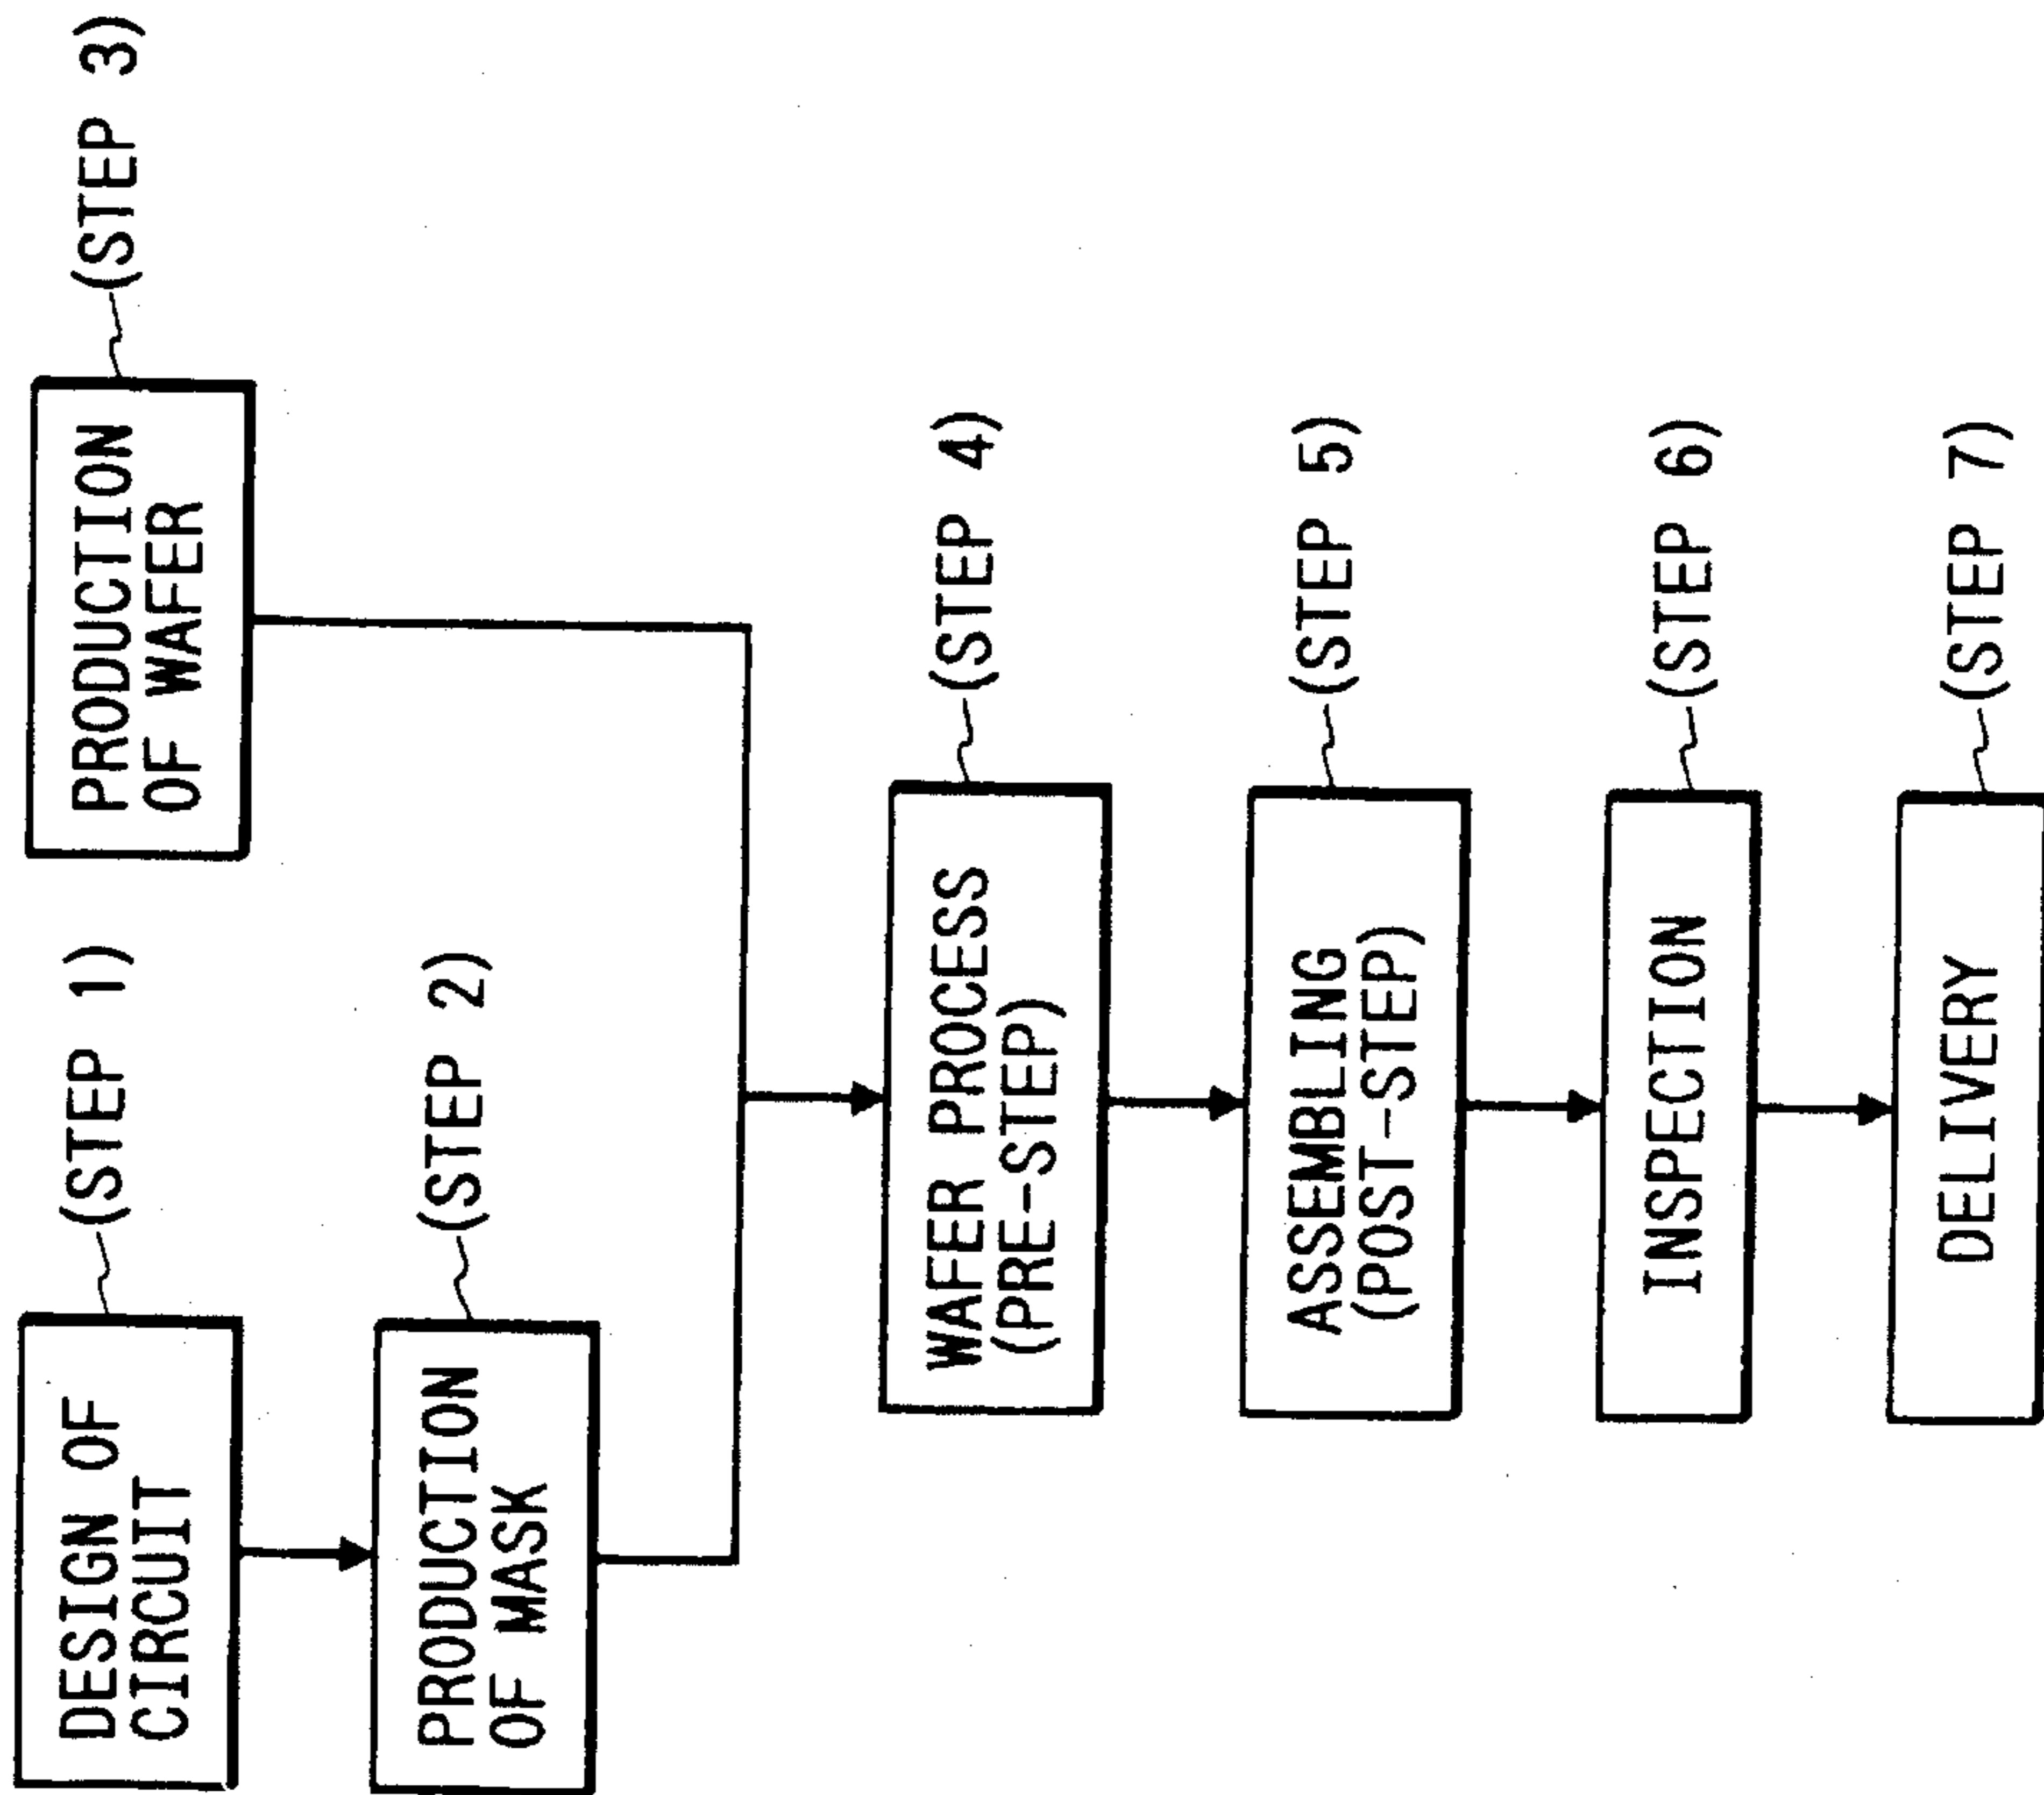 DESIGN OF
CIRCUIT
(STEP 1)
PRODUCTION
OF MASK
(STEP 2)
PRODUCTION
OF WAFER
(STEP 3)
WAFER PROCESS
(PRE-STEP)
(STEP 4)
ASSEMBLING
(POST-STEP)
(STEP 5)
INSPECTION
(STEP 6)
DELIVERY
(STEP 7)